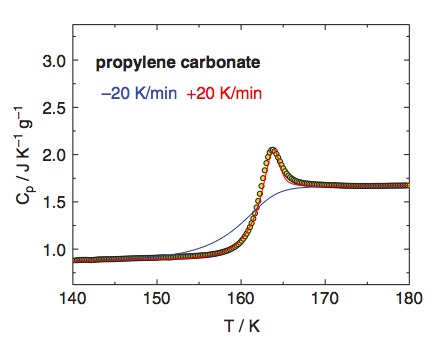 propylene carbonate
−20 K/min +20 K/min
3.0
2.5
2.0
1.5
1.0
Cp / J K⁻¹ g⁻¹
140 150 160 170 180
T / K